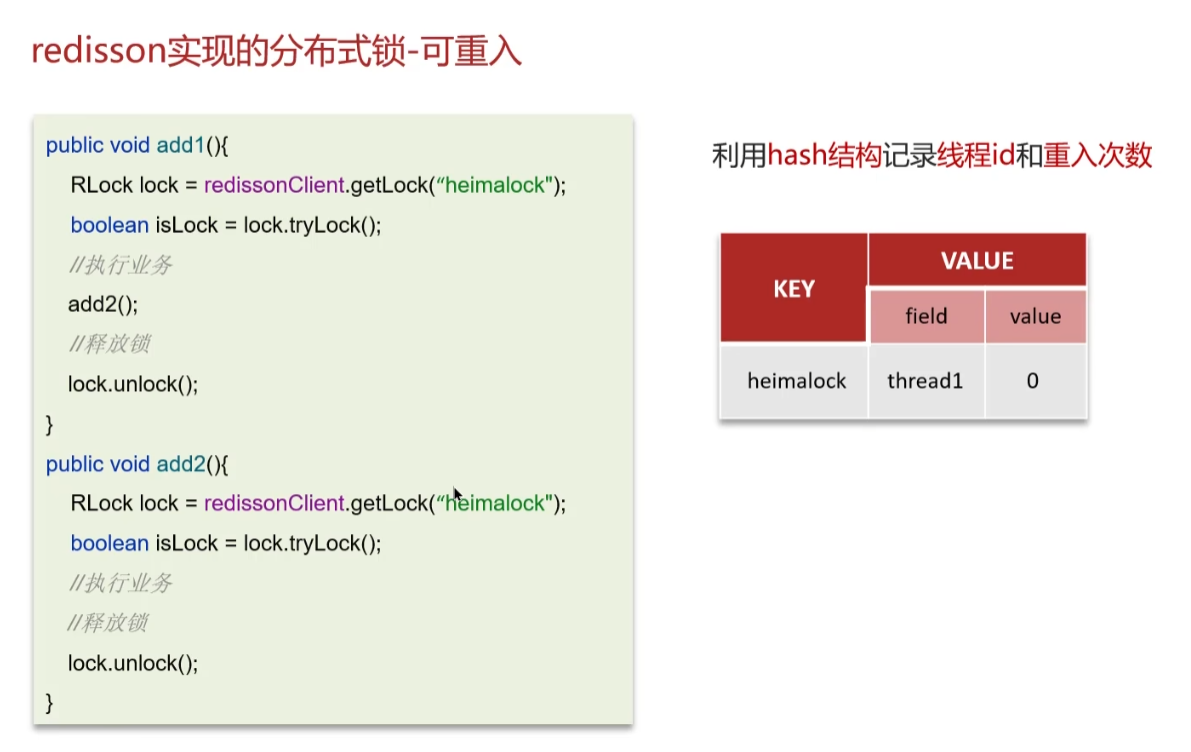 redisson实现的分布式锁-可重入
public void add1(){
RLock lock = redissonClient.getLock(“heimalock");
boolean isLock = lock.tryLock();
//执行业务
add2();
//释放锁
lock.unlock();
}
public void add2(){
RLock lock = redissonClient.getLock(“heimalock");
boolean isLock = lock.tryLock();
//执行业务
//释放锁
lock.unlock();
}
利用hash结构记录线程id和重入次数
KEY
VALUE
field value
heimalock thread1 0